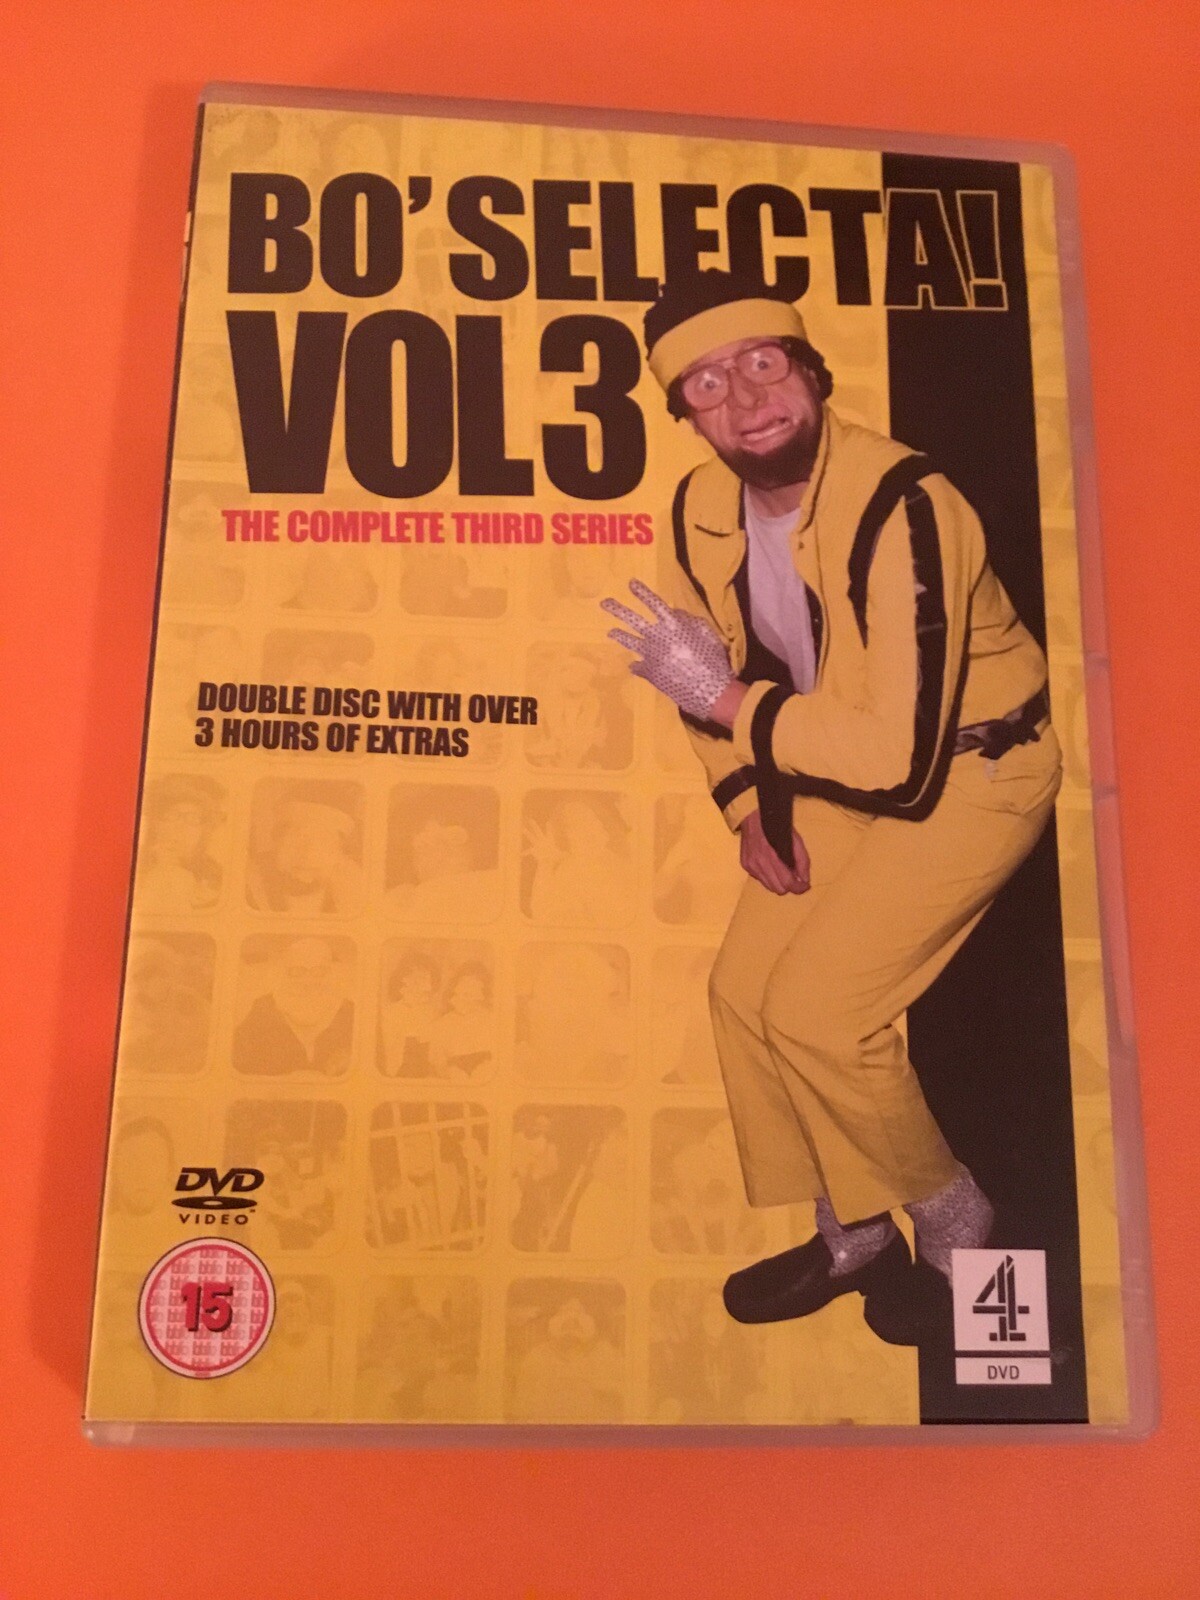 BO'SELECTA!
VOL3
THE COMPLETE THIRD SERIES
DOUBLE DISC WITH OVER
3 HOURS OF EXTRAS
DVD
VIDEO
15
4
DVD